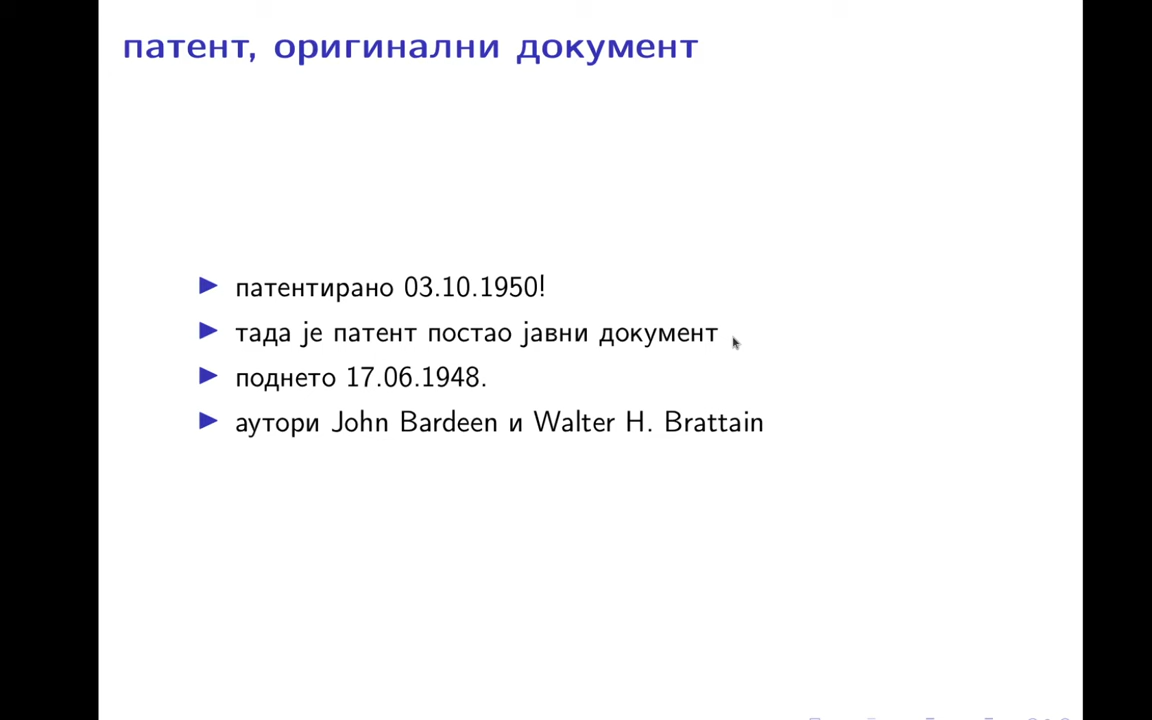 патент, оригинални документ
патентирано 03.10.1950!
тада је патент постао јавни документ
поднето 17.06.1948.
аутори John Bardeen и Walter H. Brattain